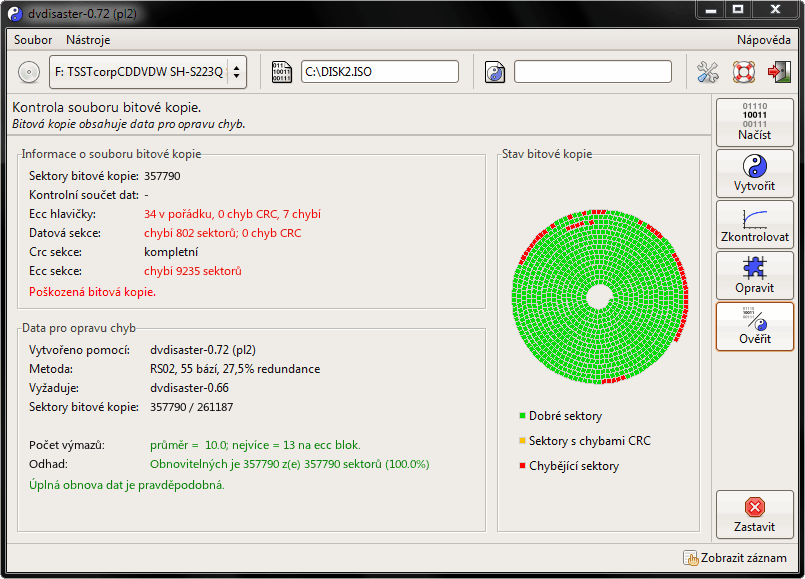 dvdisaster-0.72 (pl2)
Soubor Nástroje Nápověda
F: TSSTcorpCDDVDW SH-S223Q
C:\DISK2.ISO
Kontrola souboru bitové kopie.
Bitová kopie obsahuje data pro opravu chyb.
Informace o souboru bitové kopie
Sektory bitové kopie: 357790
Kontrolní součet dat: -
Ecc hlavičky: 34 v pořádku, 0 chyb CRC, 7 chybí
Datová sekce: chybí 802 sektorů; 0 chyb CRC
Crc sekce: kompletní
Ecc sekce: chybí 9235 sektorů
Poškozená bitová kopie.
Data pro opravu chyb
Vytvořeno pomocí: dvdisaster-0.72 (pl2)
Metoda: RS02, 55 bází, 27,5% redundance
Vyžaduje: dvdisaster-0.66
Sektory bitové kopie: 357790 / 261187
Počet výmazů: průměr = 10.0; nejvíce = 13 na ecc blok.
Odhad: Obnovitelných je 357790 z(e) 357790 sektorů (100.0%)
Úplná obnova dat je pravděpodobná.
Stav bitové kopie
Dobré sektory
Sektory s chybami CRC
Chybějící sektory
01110
10011
00111
Načíst
Vytvořit
Zkontrolovat
Opravit
Ověřit
Zastavit
Zobrazit záznam